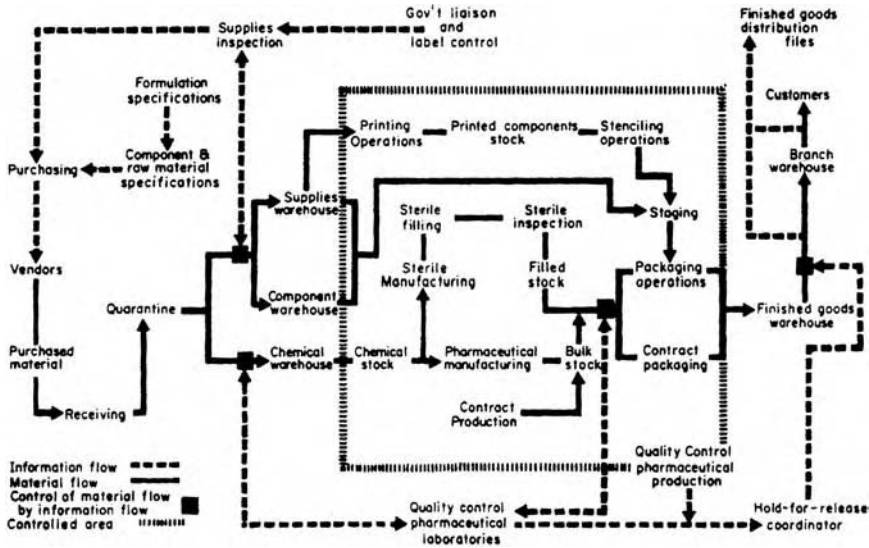 Gov't liaison
and
label control
Supplies
inspection
Finished goods
distribution
files
Formulation
specifications
Customers
Printing
Operations
Printed components
stock
Stenciling
operations
Purchasing
Component &
raw material
specifications
Branch
warehouse
Supplies
warehouse
Sterile
filling
Sterile
inspection
Staging
Vendors
Sterile
Manufacturing
Filled
stock
Packaging
operations
Quarantine
Component
warehouse
Finished goods
warehouse
Purchased
material
Chemical
warehouse
Chemical
stock
Pharmaceutical
manufacturing
Bulk
stock
Contract
packaging
Receiving
Contract
Production
Quality Control
pharmaceutical
production
Information flow
Material flow
Control of material flow
by information flow
Controlled area
Quality control
pharmaceutical
laboratories
Hold-for-release
coordinator